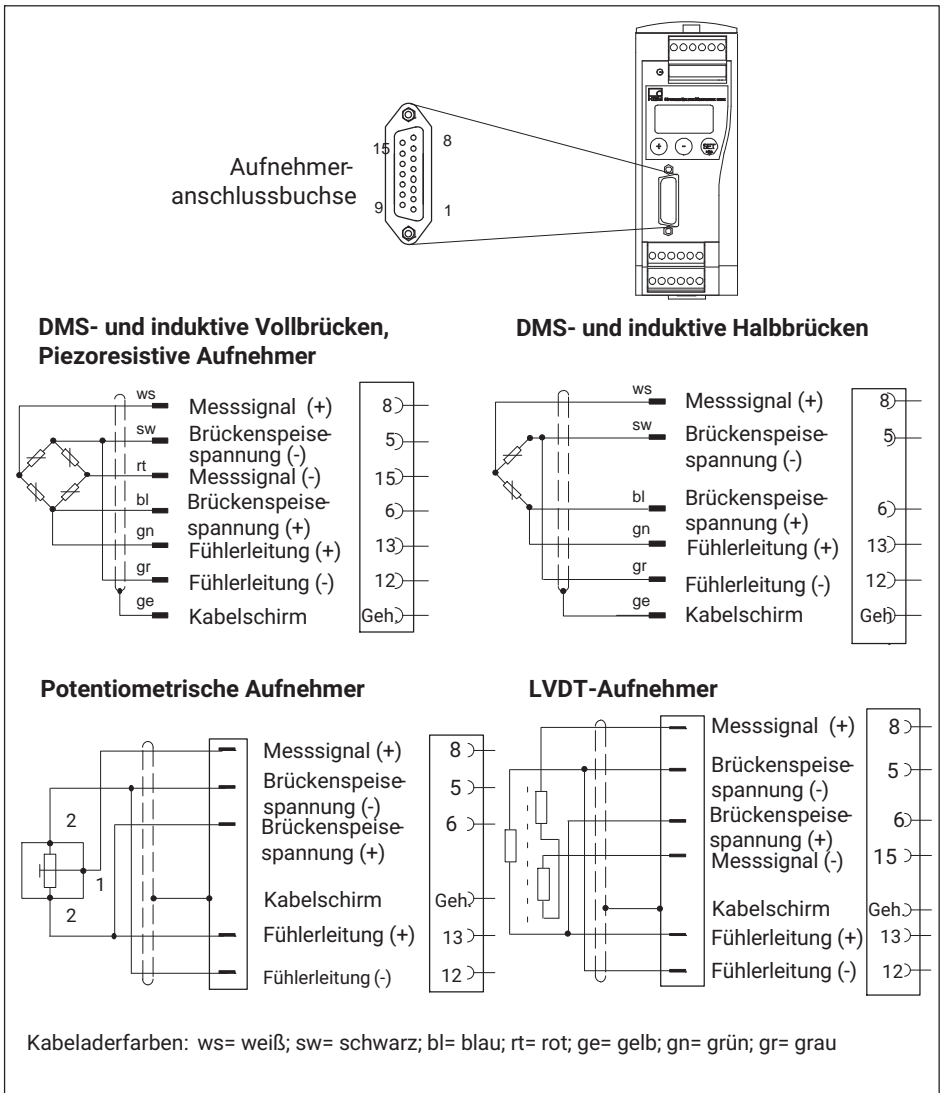 Aufnehmer-
anschlussbuchse
15
8
9
1
+
-
SET
DMS- und induktive Vollbrücken,
Piezoresistive Aufnehmer
ws
Messsignal (+)
8
sw
Brückenspeise-
spannung (-)
5
rt
Messsignal (-)
15
bl
Brückenspeise-
spannung (+)
6
gn
Fühlerleitung (+)
13
gr
Fühlerleitung (-)
12
ge
Kabelschirm
Geh.
DMS- und induktive Halbbrücken
ws
Messsignal (+)
8
sw
Brückenspeise-
spannung (-)
5
bl
Brückenspeise-
spannung (+)
6
gn
Fühlerleitung (+)
13
gr
Fühlerleitung (-)
12
ge
Kabelschirm
Geh
Potentiometrische Aufnehmer
Messsignal (+)
8
Brückenspeise-
spannung (-)
5
Brückenspeise-
spannung (+)
6
2
1
2
Kabelschirm
Geh.
Fühlerleitung (+)
13
Fühlerleitung (-)
12
LVDT-Aufnehmer
Messsignal (+)
8
Brückenspeise-
spannung (-)
5
Brückenspeise-
spannung (+)
6
Messsignal (-)
15
Kabelschirm
Geh.
Fühlerleitung (+)
13
Fühlerleitung (-)
12
Kabeladerfarben: ws= weiß; sw= schwarz; bl= blau; rt= rot; ge= gelb; gn= grün; gr= grau